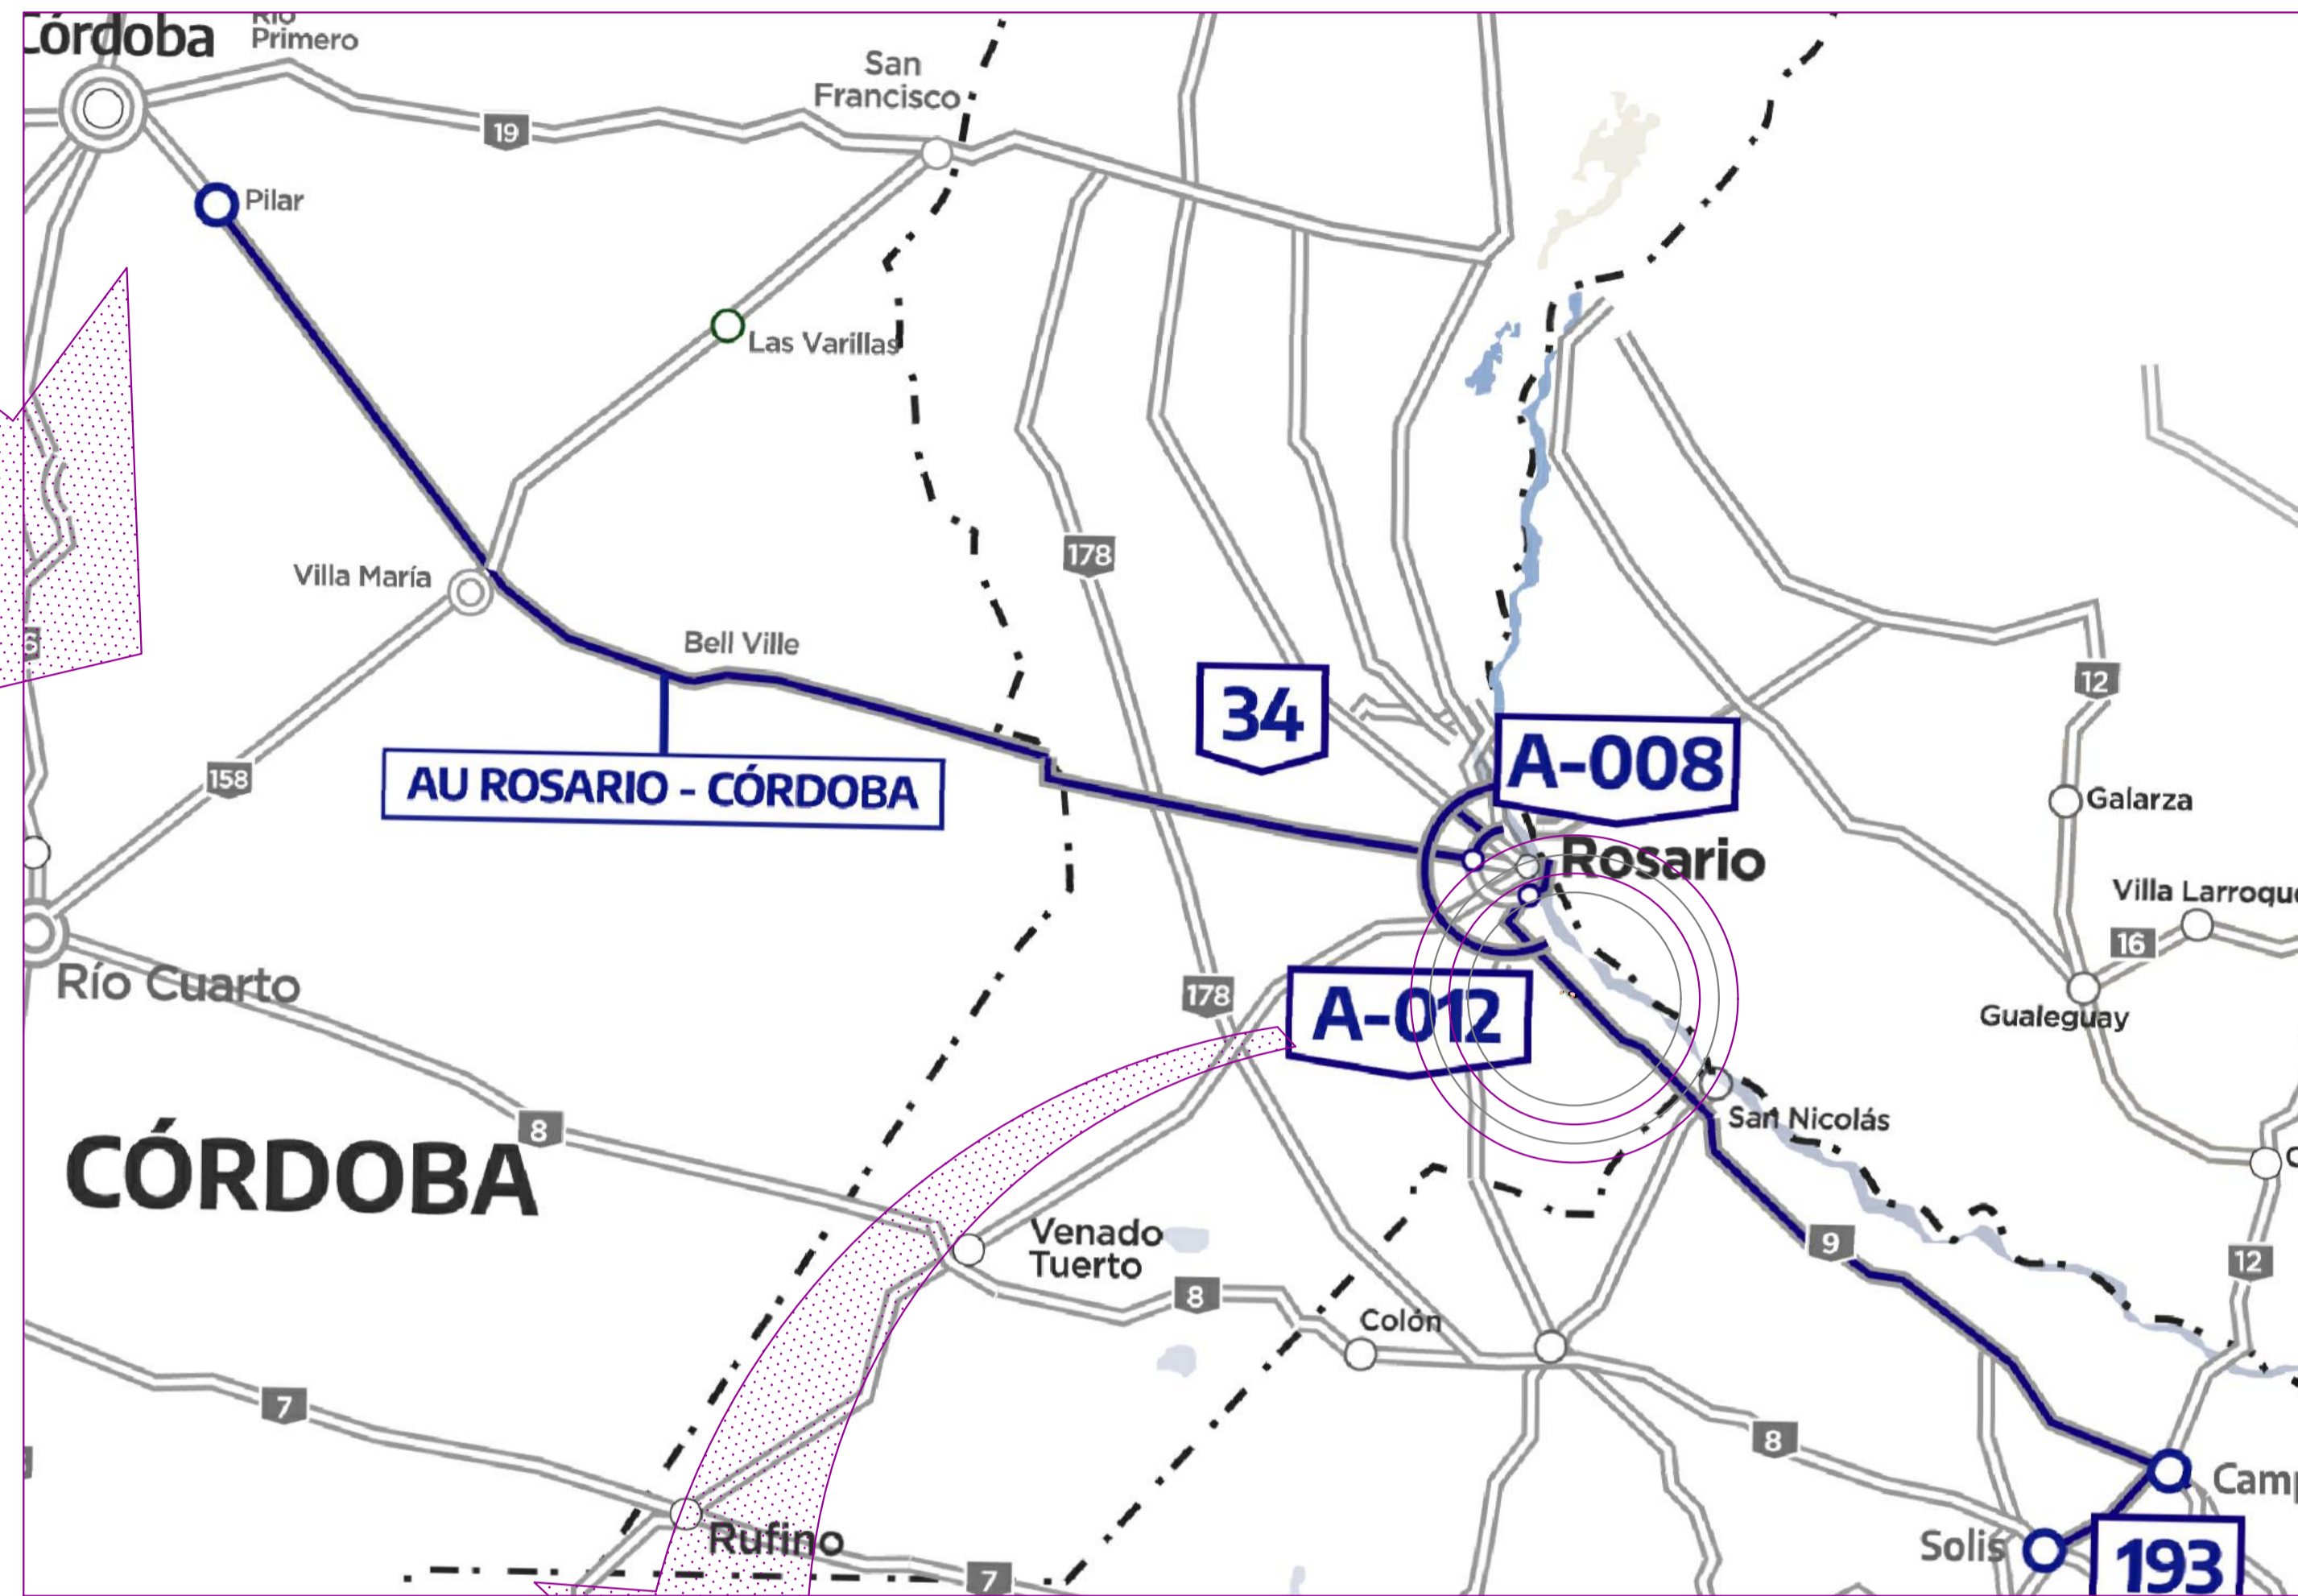 Córdoba
Río
Primero
San
Francisco
19
Pilar
Las Varillas
178
Villa María
6
Bell Ville
34
12
A-008
AU ROSARIO - CÓRDOBA
158
Galarza
Rosario
Villa Larroque
16
Río Cuarto
178
A-012
Gualeguay
San Nicolás
8
CÓRDOBA
Venado
Tuerto
9
12
8
Colón
7
8
Camp
Rufino
Solis
193
7